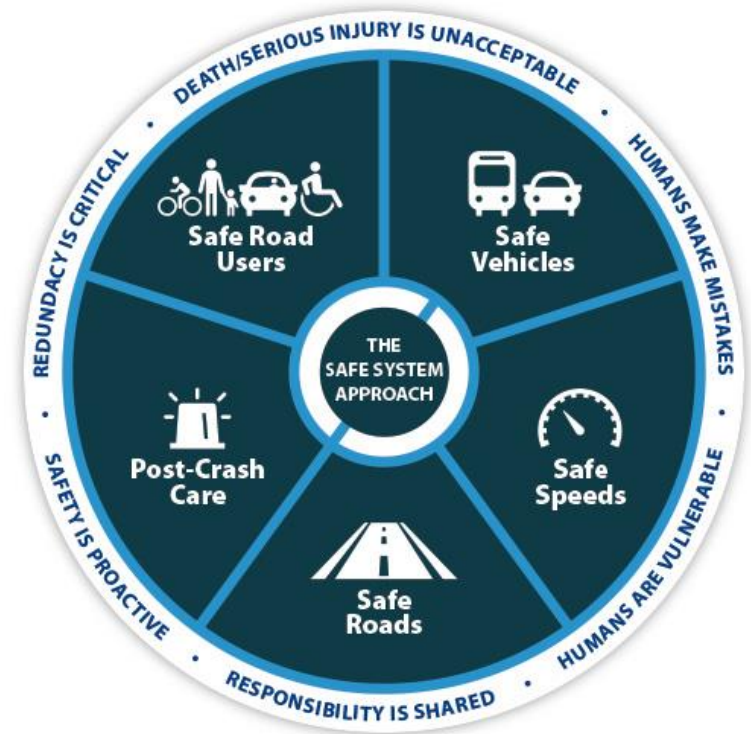 DEATH/SERIOUS INJURY IS UNACCEPTABLE
HUMANS MAKE MISTAKES
HUMANS ARE VULNERABLE
RESPONSIBILITY IS SHARED
SAFETY IS PROACTIVE
REDUNDACY IS CRITICAL
Safe Road
Users
Safe
Vehicles
THE
SAFE SYSTEM
APPROACH
Post-Crash
Care
Safe
Speeds
Safe
Roads